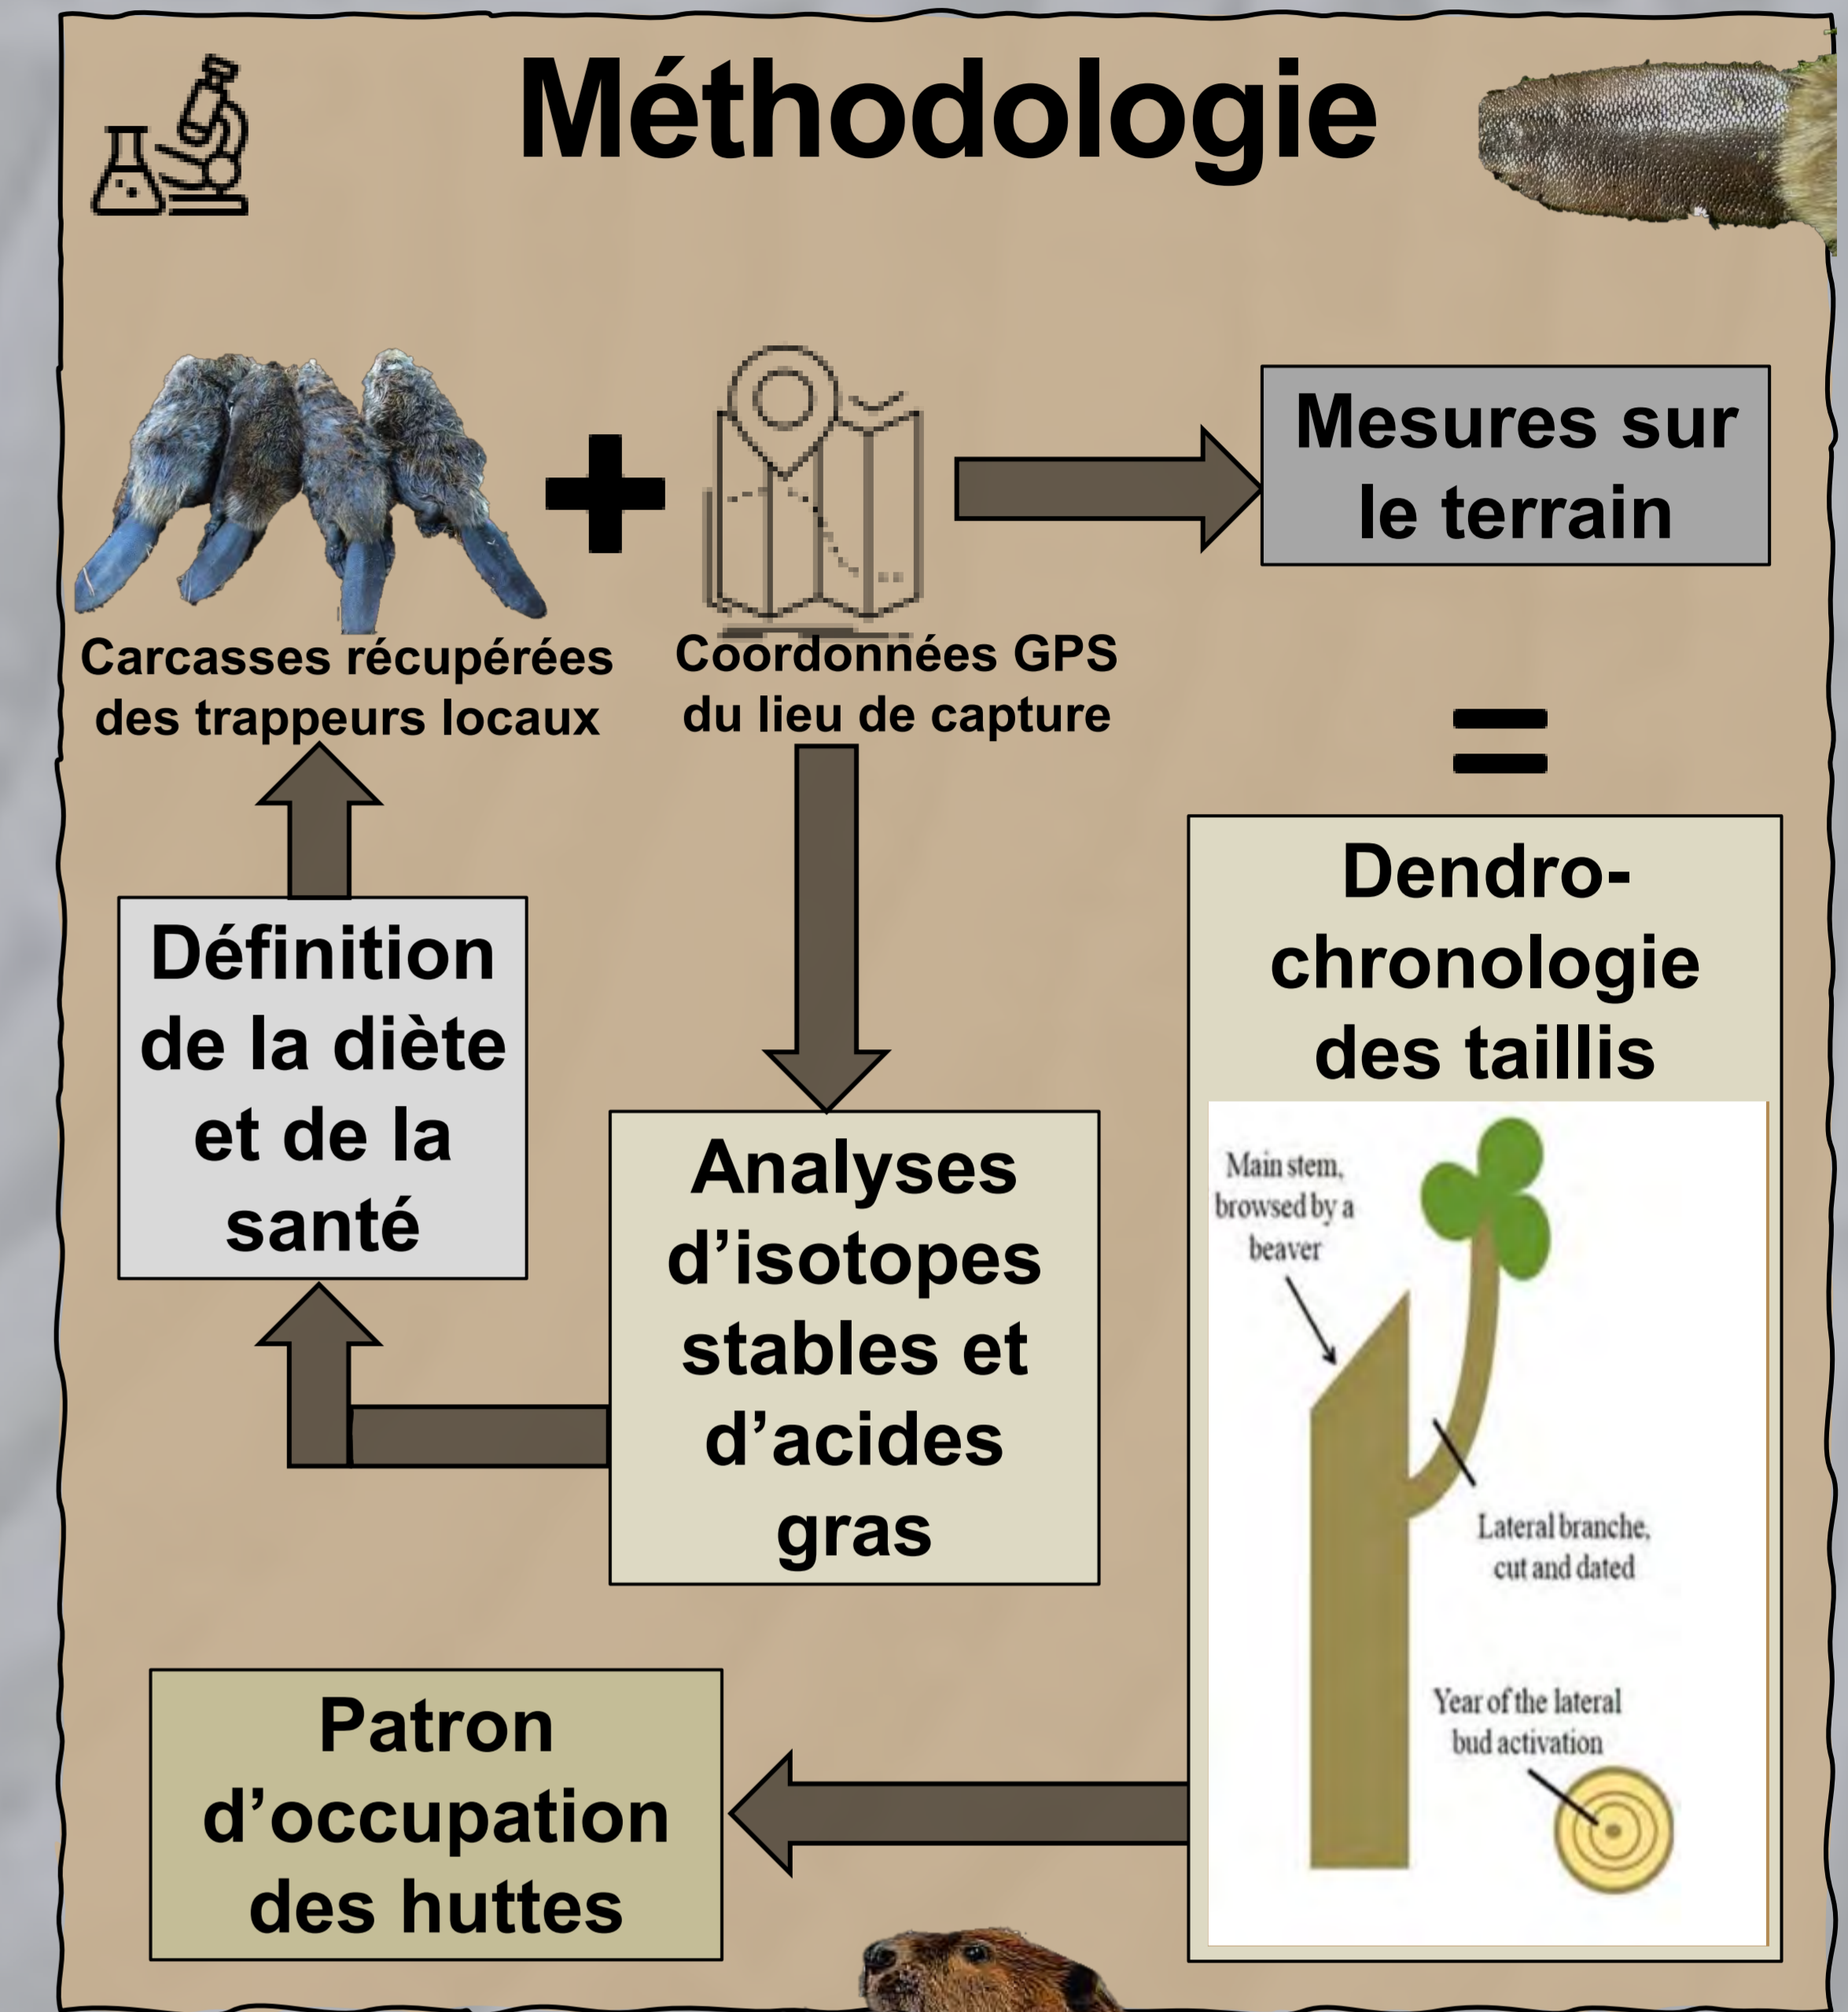 Méthodologie
Carcasses récupérées
des trappeurs locaux
Coordonnées GPS
du lieu de capture
Mesures sur
le terrain
=
Définition
de la diète
et de la
santé
Analyses
d’isotopes
stables et
d’acides
gras
Dendro-
chronologie
des taillis
Main stem,
browsed by a
beaver
Lateral branche,
cut and dated
Year of the lateral
bud activation
Patron
d’occupation
des huttes